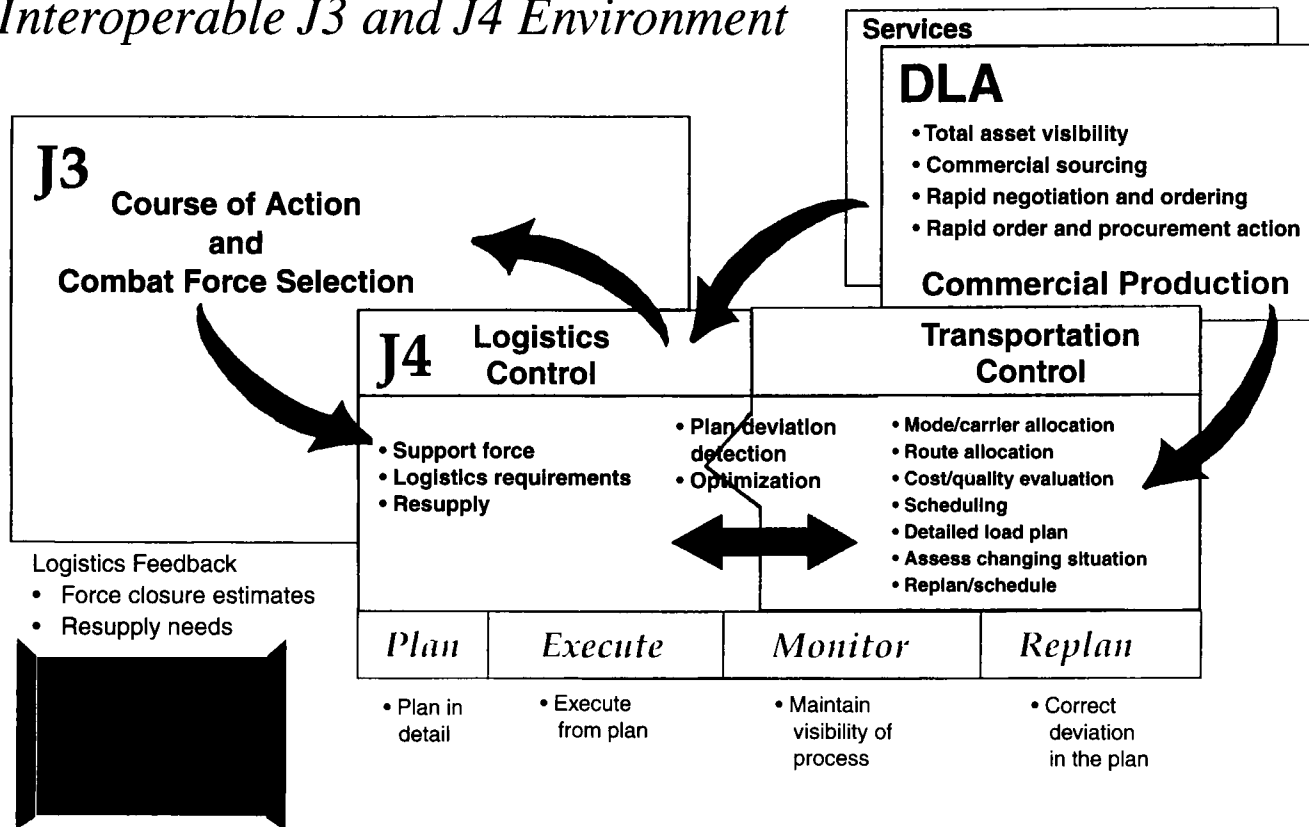 Interoperable J3 and J4 Environment
Services
DLA
• Total asset visibility
• Commercial sourcing
• Rapid negotiation and ordering
• Rapid order and procurement action
Commercial Production
J3
Course of Action
and
Combat Force Selection
J4
Logistics
Control
• Support force
• Logistics requirements
• Resupply
• Plan deviation
detection
• Optimization
Transportation
Control
• Mode/carrier allocation
• Route allocation
• Cost/quality evaluation
• Scheduling
• Detailed load plan
• Assess changing situation
• Replan/schedule
Logistics Feedback
• Force closure estimates
• Resupply needs
Plan
Execute
Monitor
Replan
• Plan in
detail
• Execute
from plan
• Maintain
visibility of
process
• Correct
deviation
in the plan